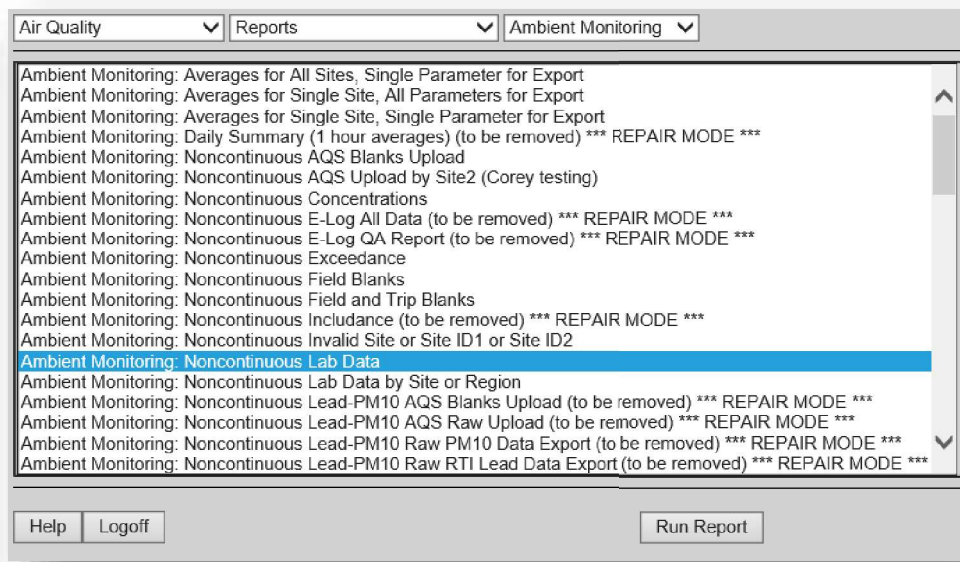 Air Quality Reports Ambient Monitoring
Ambient Monitoring: Averages for All Sites, Single Parameter for Export
Ambient Monitoring: Averages for Single Site, All Parameters for Export
Ambient Monitoring: Averages for Single Site, Single Parameter for Export
Ambient Monitoring: Daily Summary (1 hour averages) (to be removed) *** REPAIR MODE ***
Ambient Monitoring: Noncontinuous AQS Blanks Upload
Ambient Monitoring: Noncontinuous AQS Upload by Site2 (Corey testing)
Ambient Monitoring: Noncontinuous Concentrations
Ambient Monitoring: Noncontinuous E-Log All Data (to be removed) *** REPAIR MODE ***
Ambient Monitoring: Noncontinuous E-Log QA Report (to be removed) *** REPAIR MODE ***
Ambient Monitoring: Noncontinuous Exceedance
Ambient Monitoring: Noncontinuous Field Blanks
Ambient Monitoring: Noncontinuous Field and Trip Blanks
Ambient Monitoring: Noncontinuous Includance (to be removed) *** REPAIR MODE ***
Ambient Monitoring: Noncontinuous Invalid Site or Site ID1 or Site ID2
Ambient Monitoring: Noncontinuous Lab Data
Ambient Monitoring: Noncontinuous Lab Data by Site or Region
Ambient Monitoring: Noncontinuous Lead-PM10 AQS Blanks Upload (to be removed) *** REPAIR MODE ***
Ambient Monitoring: Noncontinuous Lead-PM10 AQS Raw Upload (to be removed) *** REPAIR MODE ***
Ambient Monitoring: Noncontinuous Lead-PM10 Raw PM10 Data Export (to be removed) *** REPAIR MODE ***
Ambient Monitoring: Noncontinuous Lead-PM10 Raw RTI Lead Data Export (to be removed) *** REPAIR MODE ***
Help Logoff Run Report